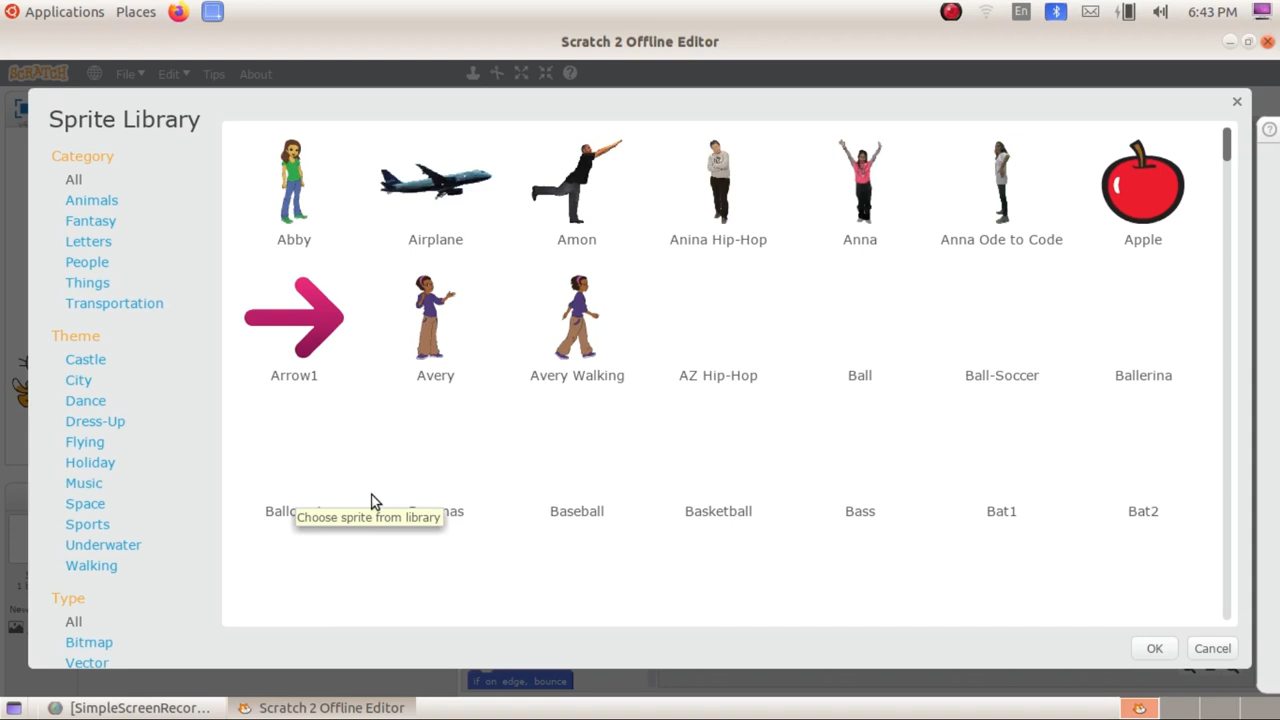 Applications Places En 6:43 PM
Scratch 2 Offline Editor
SCRATCH File Edit Tips About
Sprite Library
Category
All
Animals
Fantasy
Letters
People
Things
Transportation
Theme
Castle
City
Dance
Dress-Up
Flying
Holiday
Music
Space
Sports
Underwater
Walking
Type
All
Bitmap
Vector
Abby Airplane Amon Anina Hip-Hop Anna Anna Ode to Code Apple
Arrow1 Avery Avery Walking AZ Hip-Hop Ball Ball-Soccer Ballerina
Baseball Basketball Bass Bat1 Bat2
Choose sprite from library
OK Cancel
if on edge, bounce
[SimpleScreenRecor... Scratch 2 Offline Editor